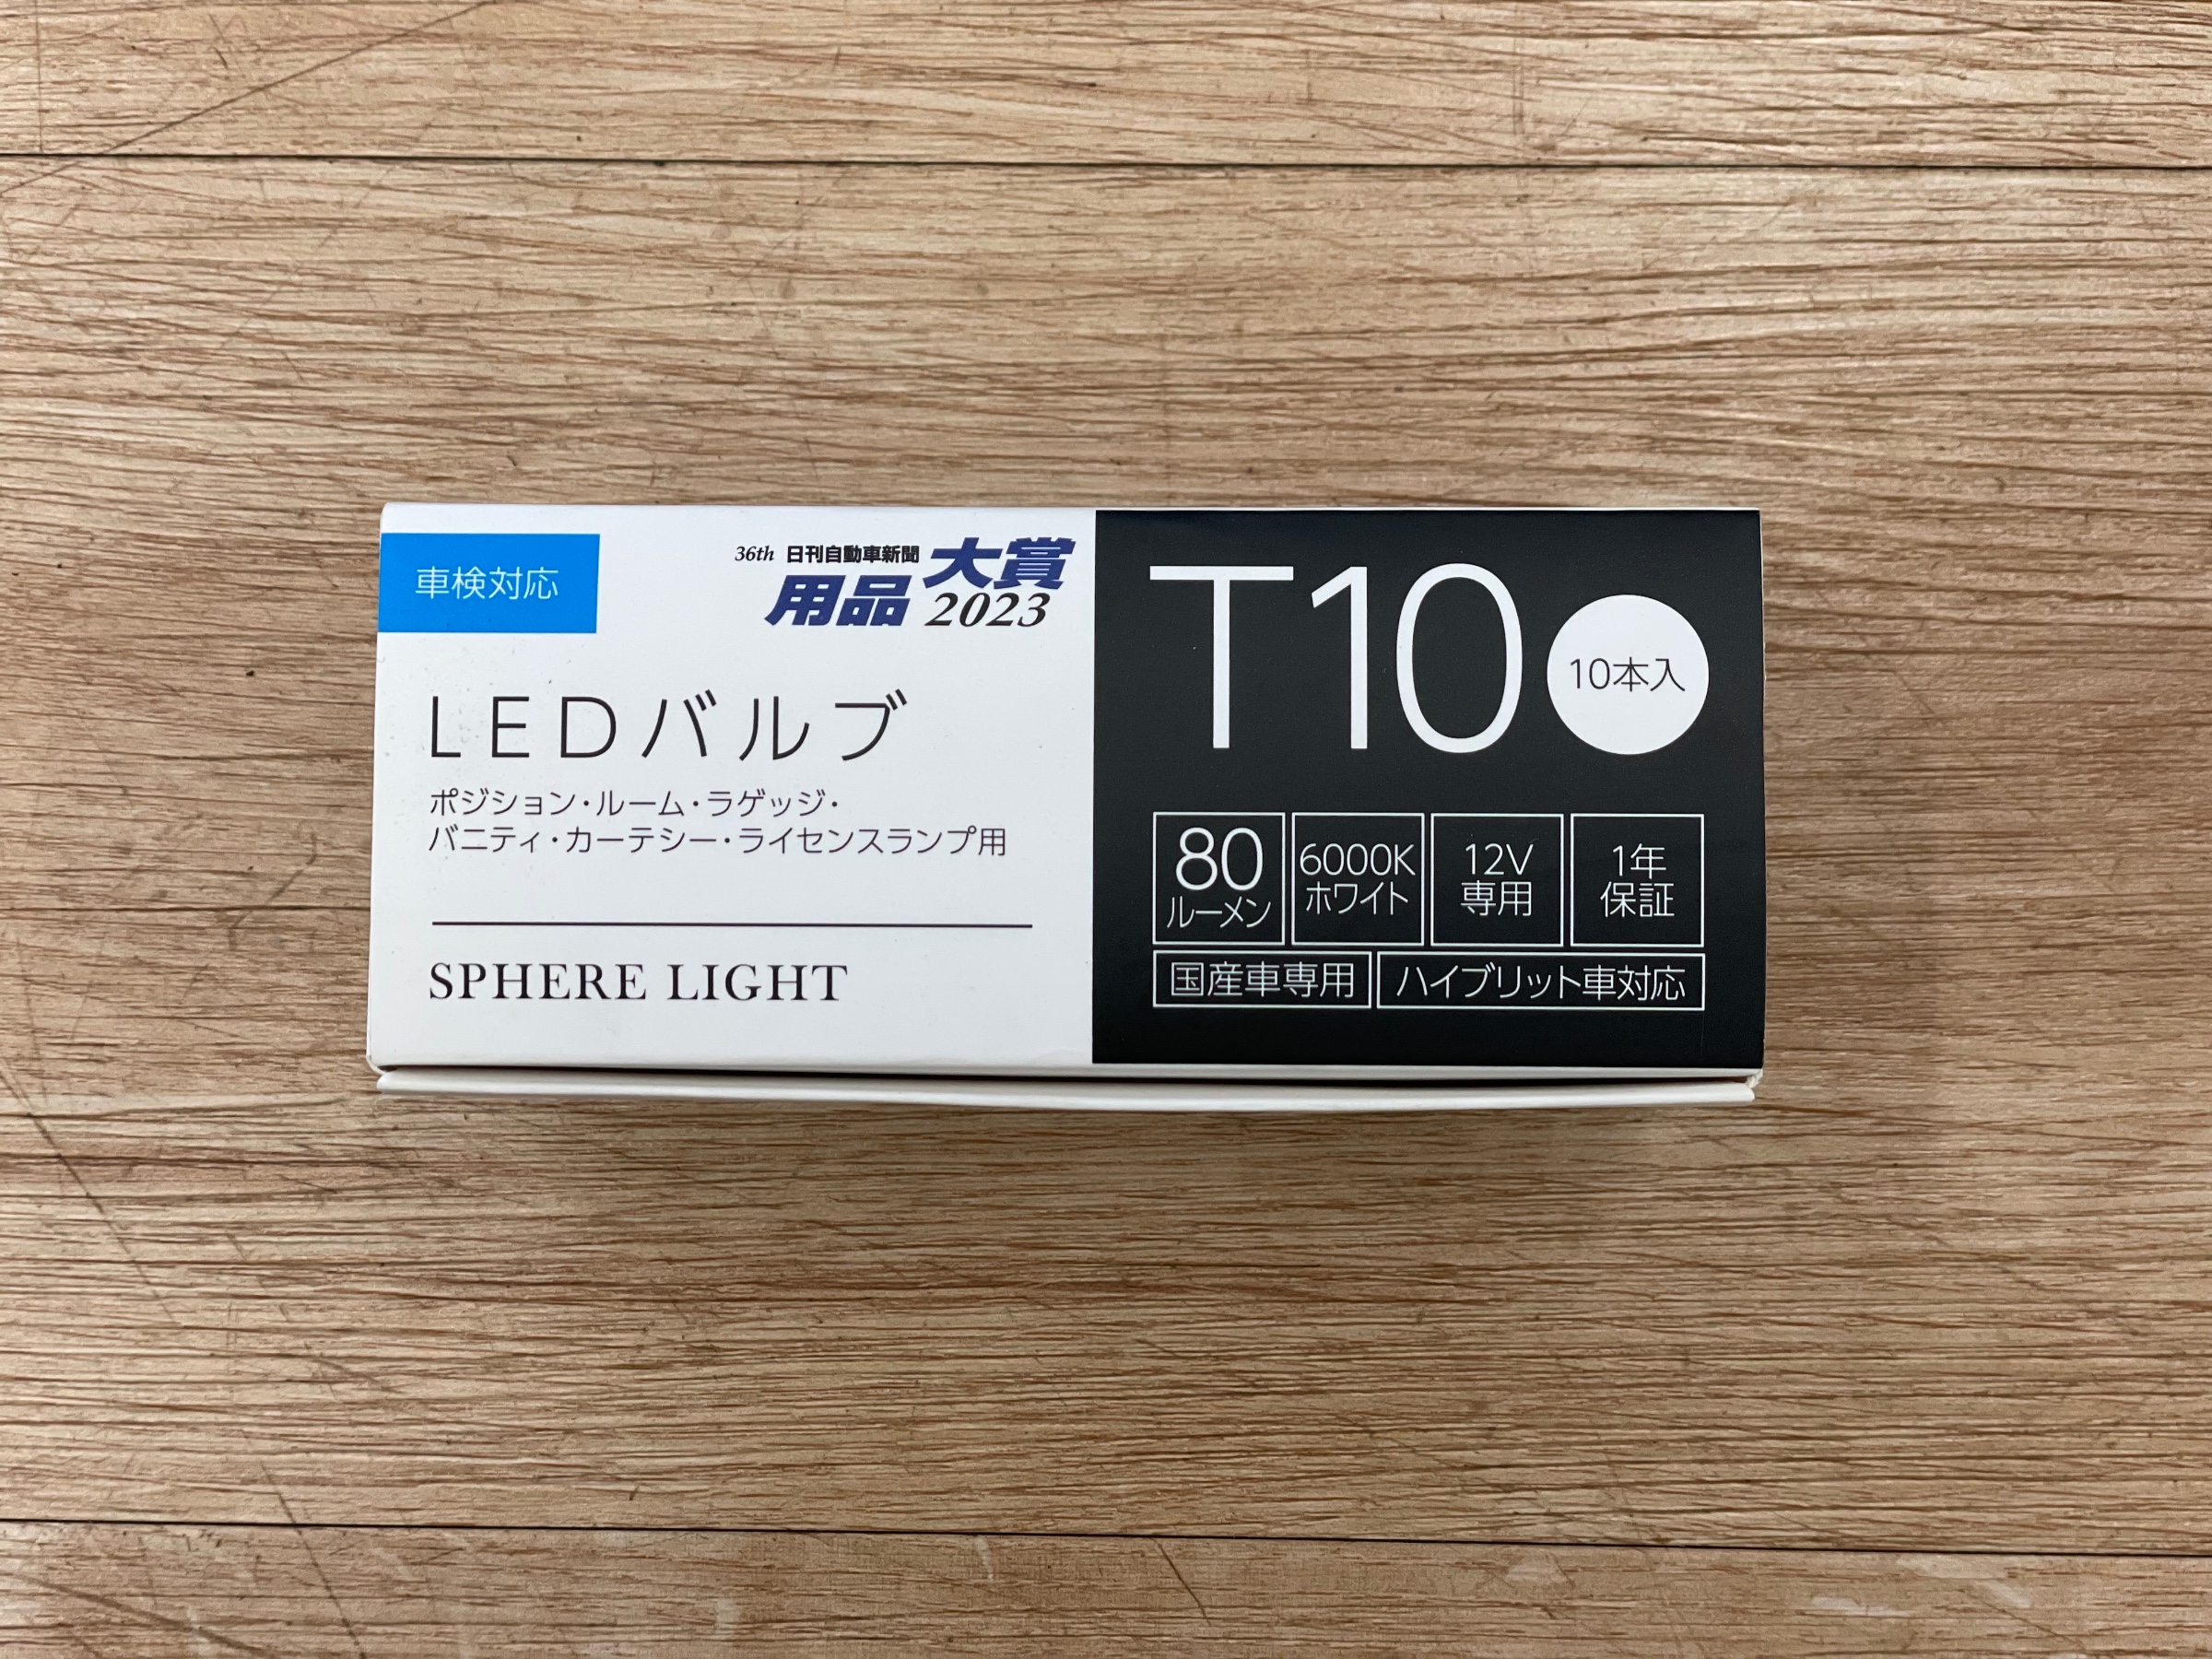 車検対応
36th 日刊自動車新聞
用品大賞
2023
LEDバルブ
ポジション・ルーム・ラゲッジ・
バニティ・カーテシー・ライセンスランプ用
SPHERE LIGHT
T10
10本入
80
ルーメン
6000K
ホワイト
12V
専用
1年
保証
国産車専用
ハイブリット車対応